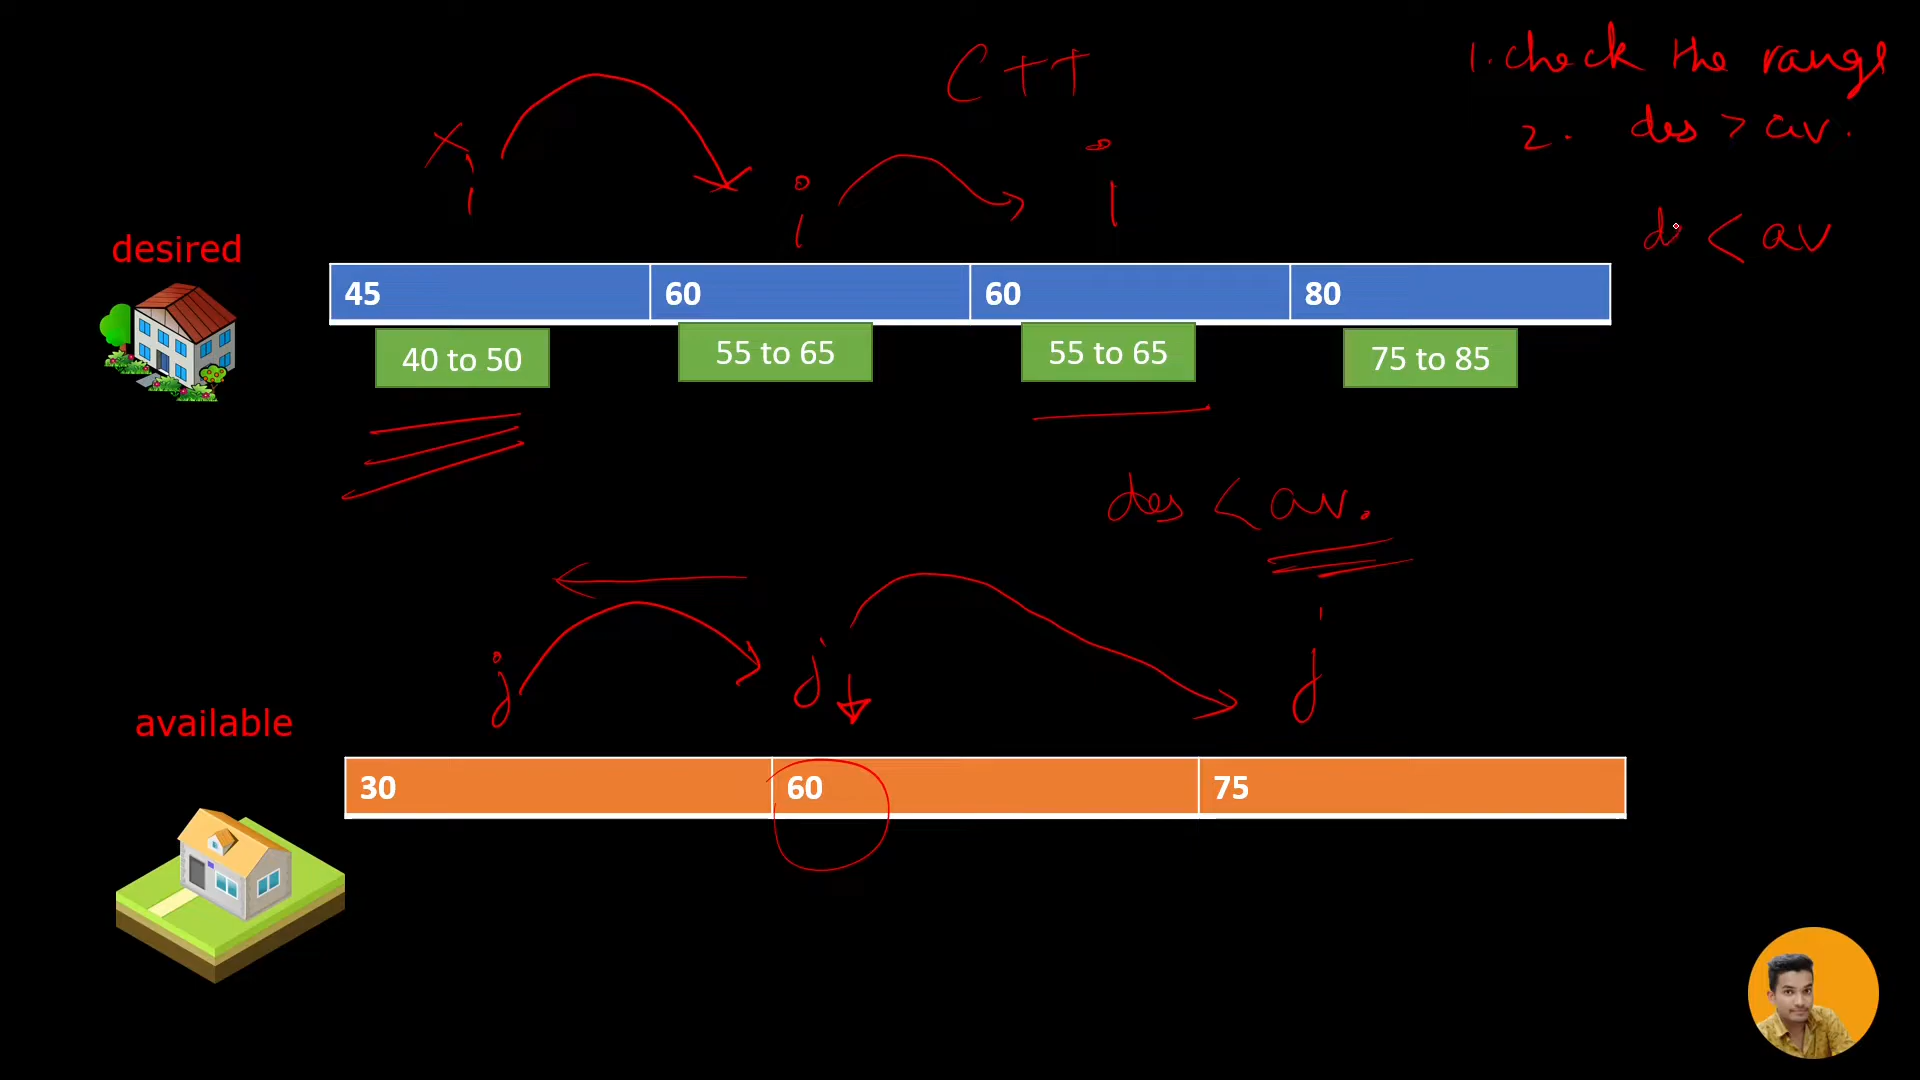 C++
1. check the range
2. des > av.
i i i
d < av
desired
45 60 60 80
40 to 50 55 to 65 55 to 65 75 to 85
des < av.
j j j
available
30 60 75